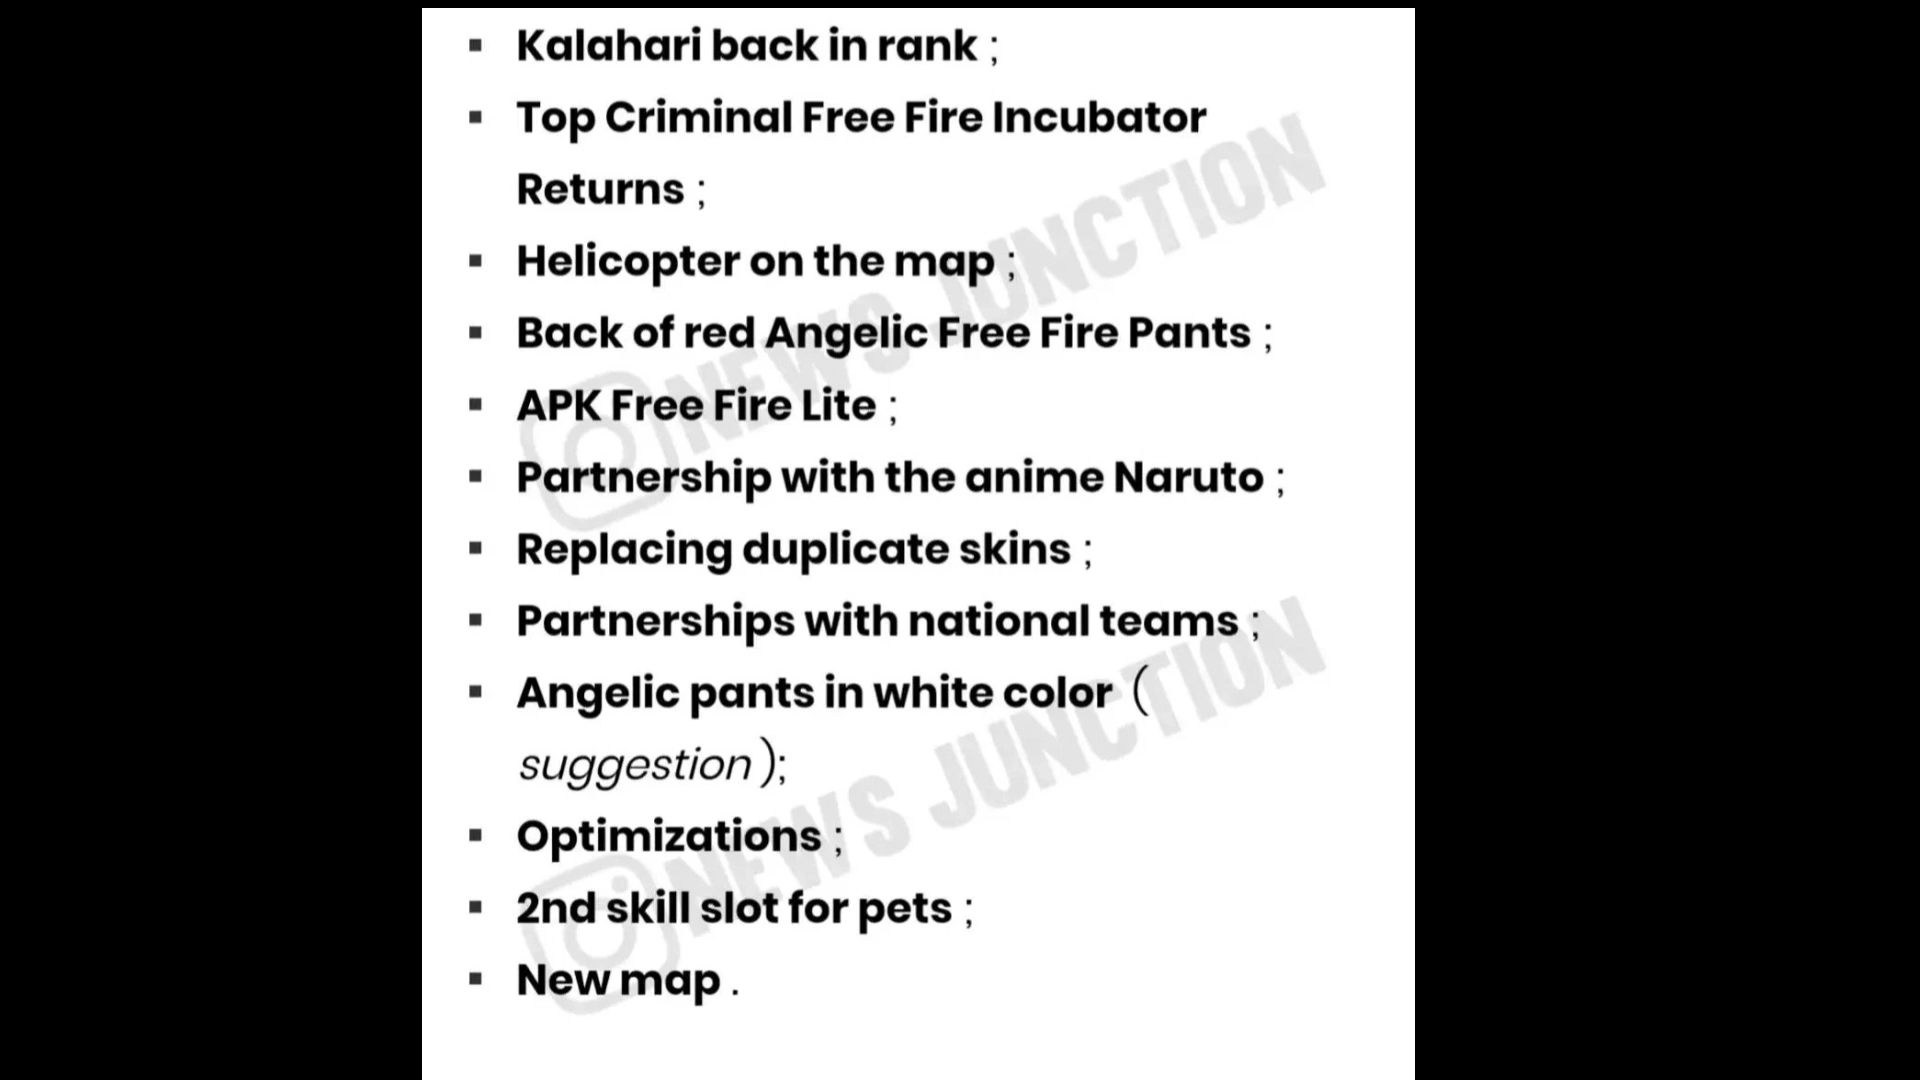 ▪ Kalahari back in rank ;
▪ Top Criminal Free Fire Incubator
Returns ;
▪ Helicopter on the map ;
▪ Back of red Angelic Free Fire Pants ;
▪ APK Free Fire Lite ;
▪ Partnership with the anime Naruto ;
▪ Replacing duplicate skins ;
▪ Partnerships with national teams ;
▪ Angelic pants in white color (
suggestion );
▪ Optimizations ;
▪ 2nd skill slot for pets ;
▪ New map .
NEWS JUNCTION
NEWS JUNCTION